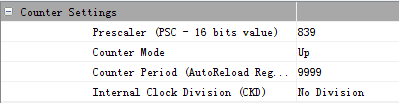 Counter Settings
Prescaler (PSC - 16 bits value) 839
Counter Mode Up
Counter Period (AutoReload Reg... 9999
Internal Clock Division (CKD) No Division